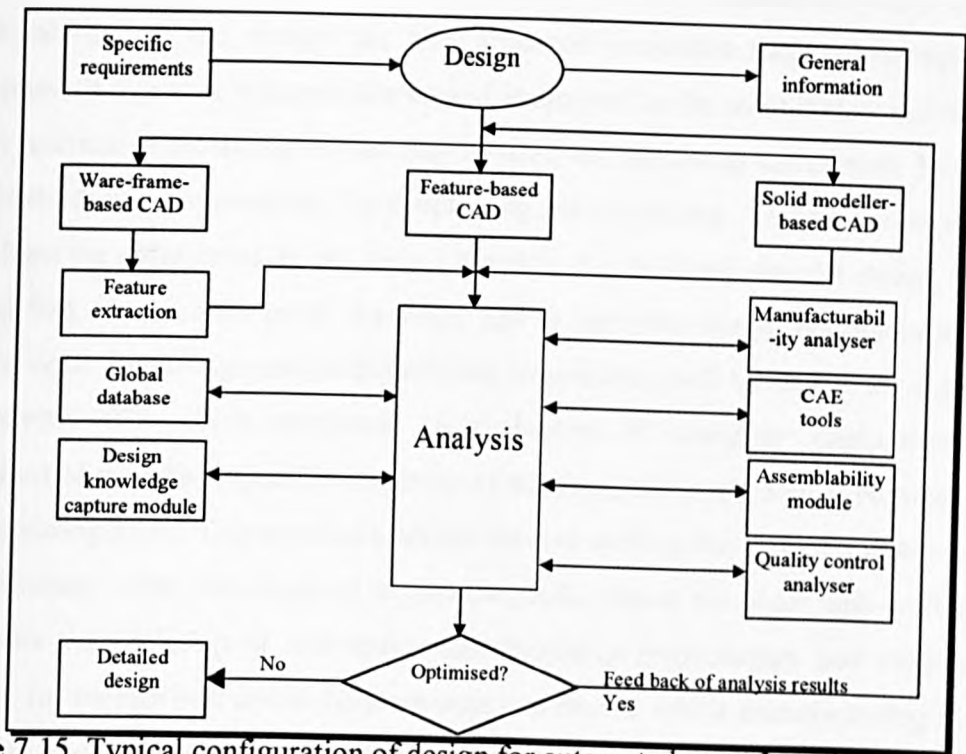 Specific
requirements
Design
General
information
Ware-frame-
based CAD
Feature-based
CAD
Solid modeller-
based CAD
Feature
extraction
Manufacturabil
-ity analyser
Global
database
CAE
tools
Analysis
Design
knowledge
capture module
Assemblability
module
Quality control
analyser
Detailed
design
No
Optimised?
Feed back of analysis results
Yes
7.15 Typical configuration of design for